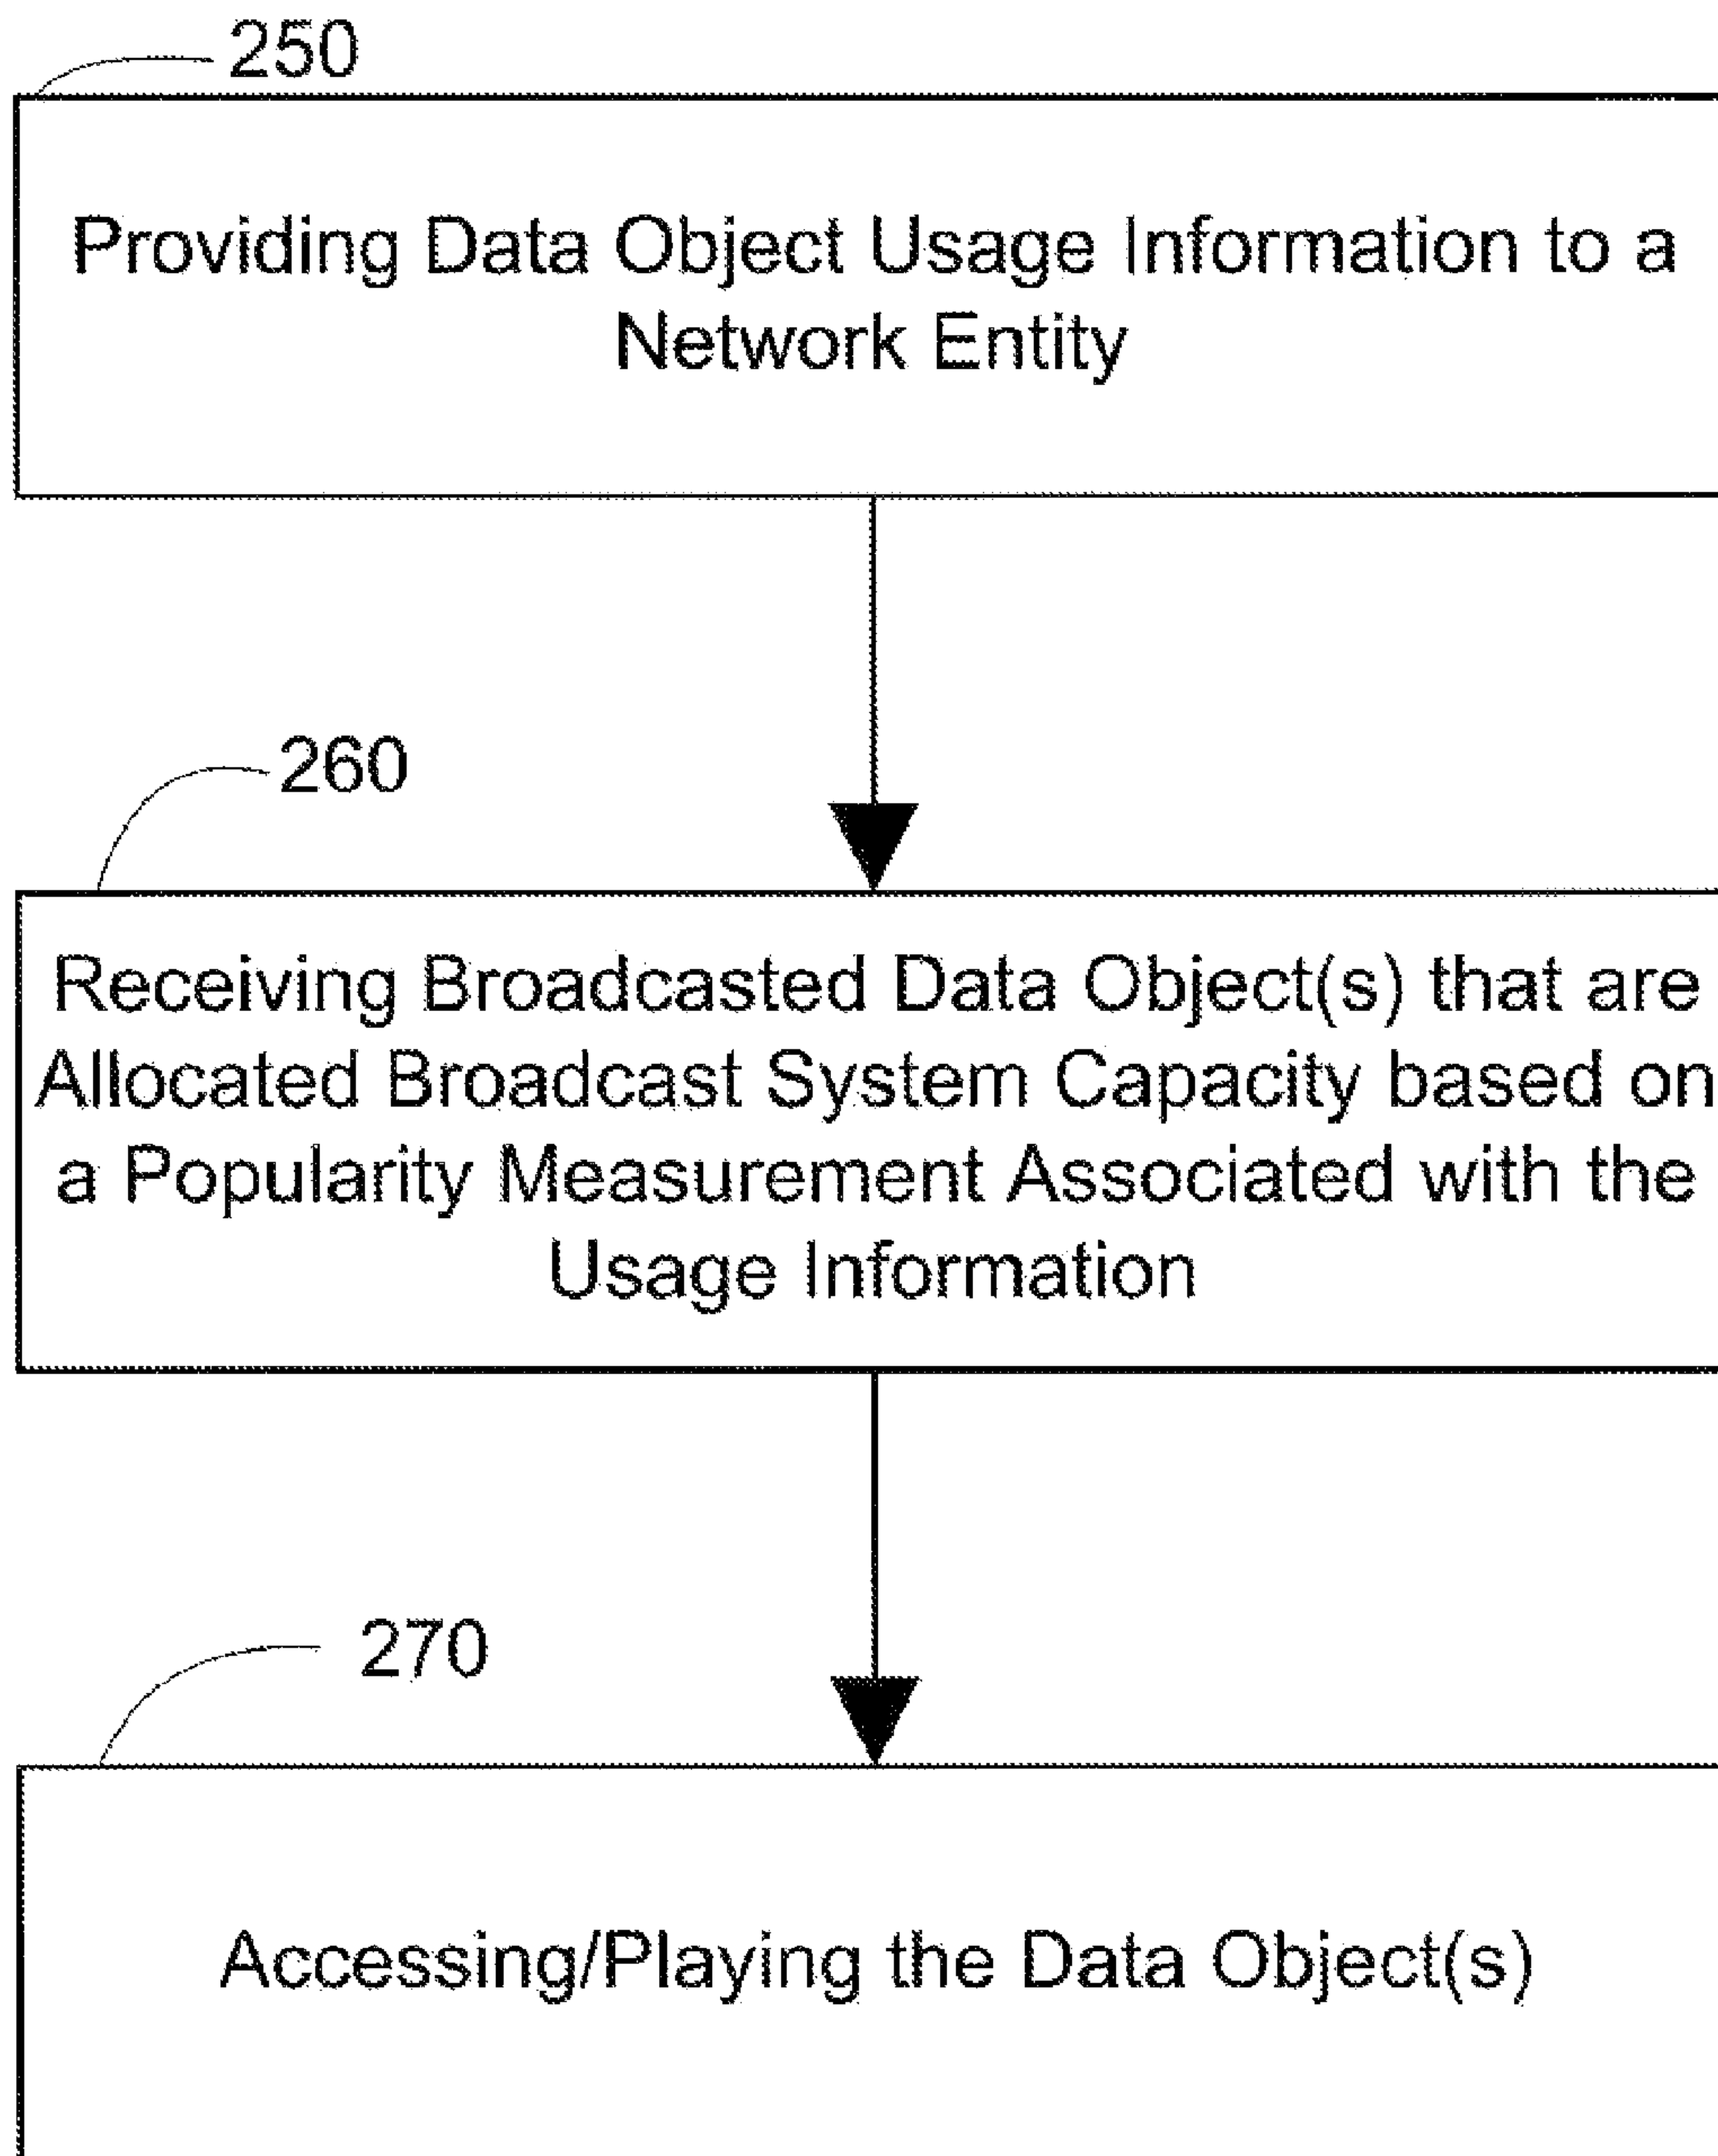 250
Providing Data Object Usage Information to a
Network Entity
260
Receiving Broadcasted Data Object(s) that are
Allocated Broadcast System Capacity based on
a Popularity Measurement Associated with the
Usage Information
270
Accessing/Playing the Data Object(s)